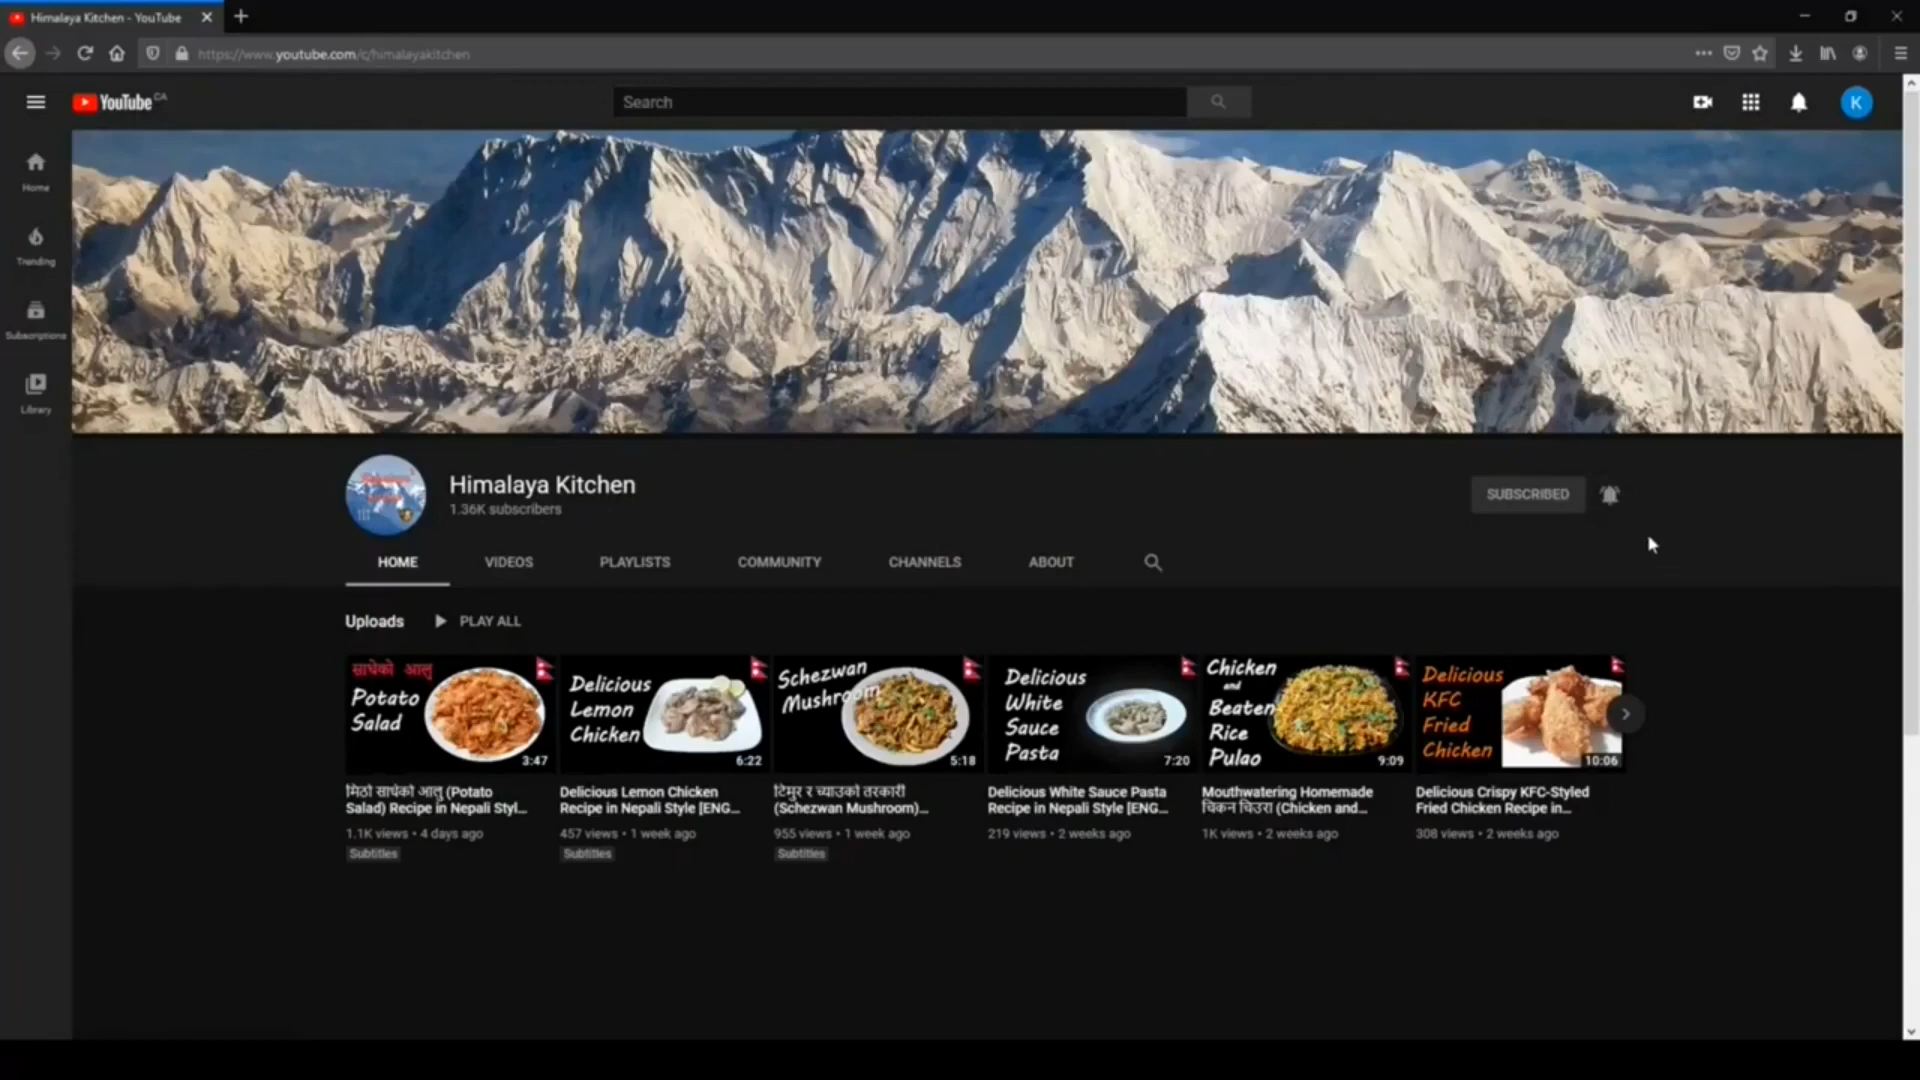 Himalaya Kitchen - YouTube
https://www.youtube.com/c/himalayakitchen
YouTube CA
Search
K
Home
Trending
Subscriptions
Library
Himalaya Kitchen
1.36K subscribers
SUBSCRIBED
HOME VIDEOS PLAYLISTS COMMUNITY CHANNELS ABOUT
Uploads PLAY ALL
साधेको आलु
Potato
Salad
3:47
Delicious
Lemon
Chicken
6:22
Schezwan
Mushroom
5:18
Delicious
White
Sauce
Pasta
7:20
Chicken
and
Beaten
Rice
Pulao
9:09
Delicious
KFC
Fried
Chicken
10:06
मिठो साधेको आलु (Potato
Salad) Recipe in Nepali Styl...
1.1K views • 4 days ago
Subtitles
Delicious Lemon Chicken
Recipe in Nepali Style [ENG...
457 views • 1 week ago
Subtitles
टिमुर र च्याउको तरकारी
(Schezwan Mushroom)...
955 views • 1 week ago
Subtitles
Delicious White Sauce Pasta
Recipe in Nepali Style [ENG...
219 views • 2 weeks ago
Mouthwatering Homemade
चिकन चिउरा (Chicken and...
1K views • 2 weeks ago
Delicious Crispy KFC-Styled
Fried Chicken Recipe in...
308 views • 2 weeks ago